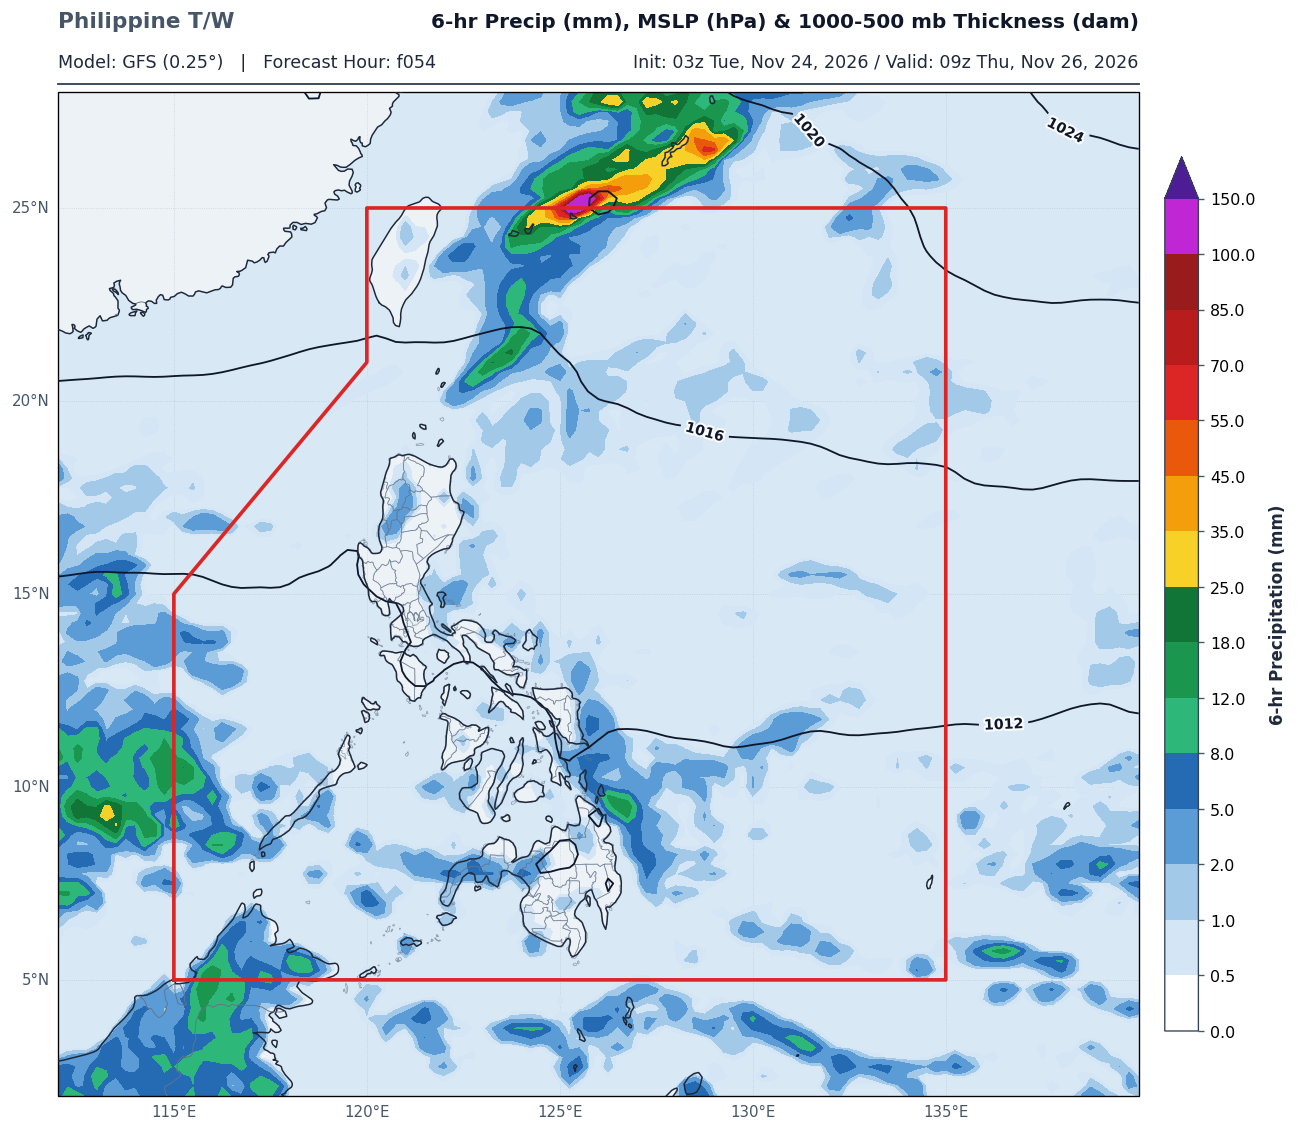 Philippine T/W
6-hr Precip (mm), MSLP (hPa) & 1000-500 mb Thickness (dam)
Model: GFS (0.25°) | Forecast Hour: f054
Init: 03z Tue, Nov 24, 2026 / Valid: 09z Thu, Nov 26, 2026
1020
1024
1016
1012
25°N
20°N
15°N
10°N
5°N
115°E
120°E
125°E
130°E
135°E
150.0
100.0
85.0
70.0
55.0
45.0
35.0
25.0
18.0
12.0
8.0
5.0
2.0
1.0
0.5
0.0
6-hr Precipitation (mm)